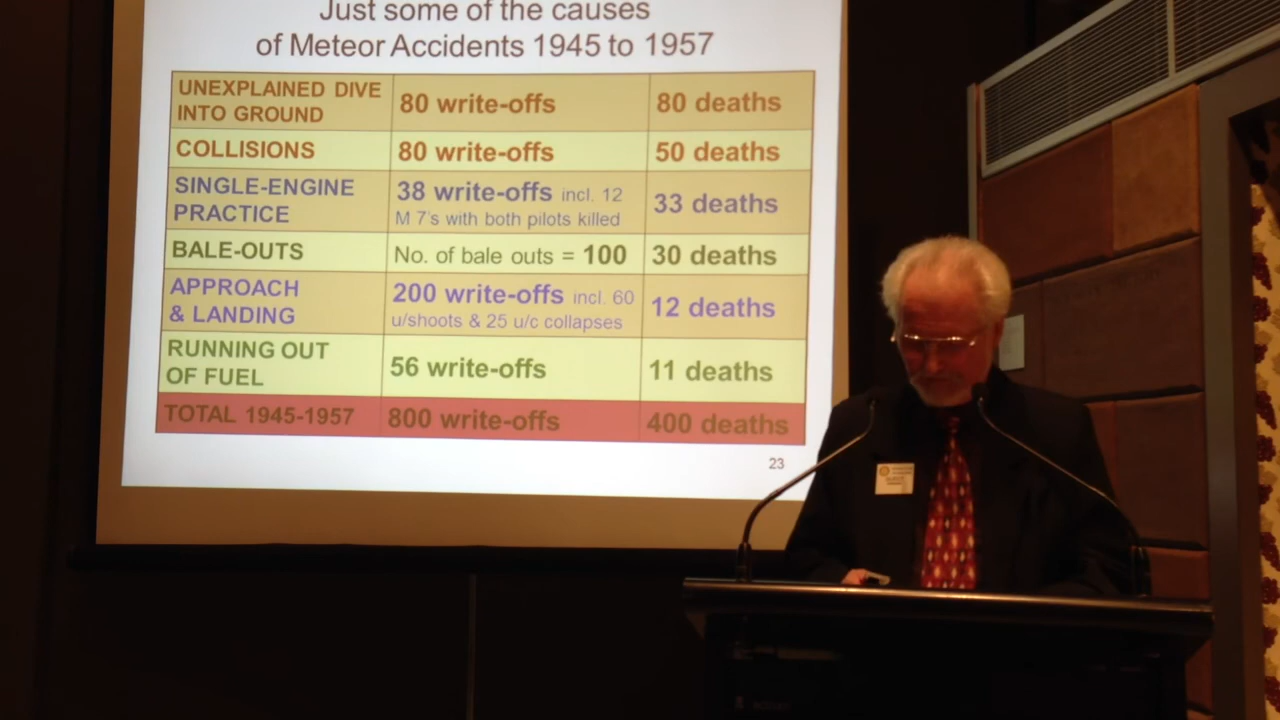 Just some of the causes
of Meteor Accidents 1945 to 1957
UNEXPLAINED DIVE
INTO GROUND
80 write-offs
80 deaths
COLLISIONS
80 write-offs
50 deaths
SINGLE-ENGINE
PRACTICE
38 write-offs incl. 12
M 7's with both pilots killed
33 deaths
BALE-OUTS
No. of bale outs = 100
30 deaths
APPROACH
& LANDING
200 write-offs incl. 60
u/shoots & 25 u/c collapses
12 deaths
RUNNING OUT
OF FUEL
56 write-offs
11 deaths
TOTAL 1945-1957
800 write-offs
400 deaths
23